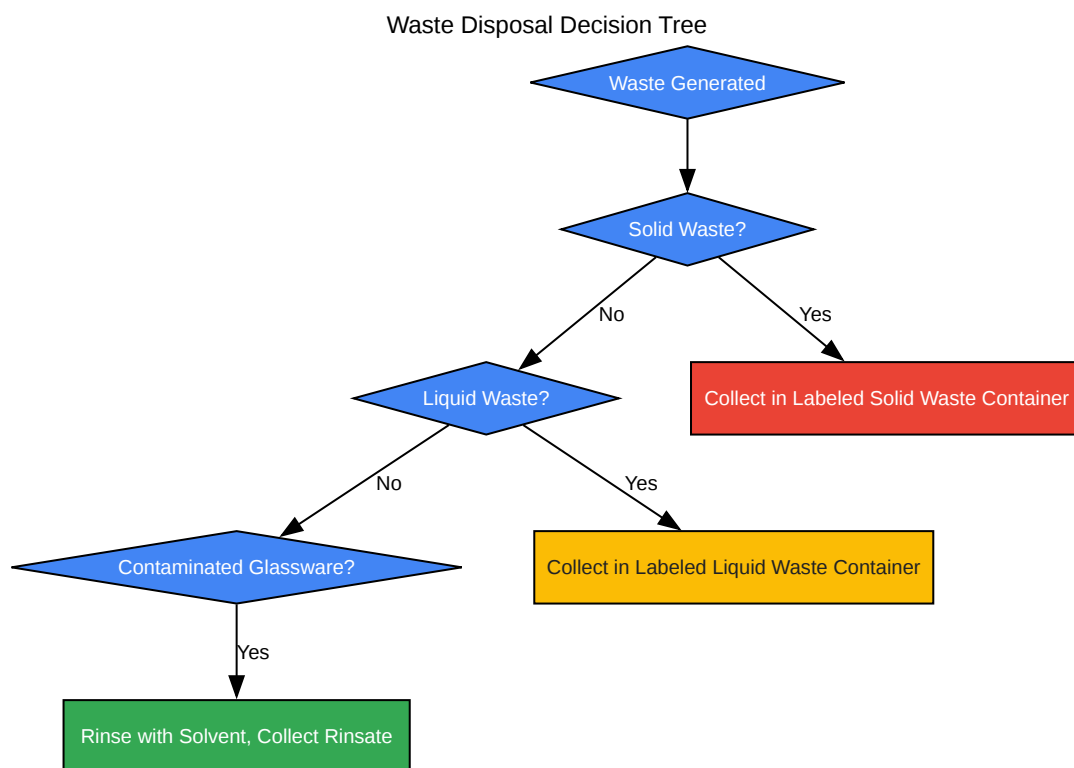 Waste Disposal Decision Tree
Waste Generated
Solid Waste?
No
Yes
Liquid Waste?
Collect in Labeled Solid Waste Container
No
Yes
Contaminated Glassware?
Collect in Labeled Liquid Waste Container
Yes
Rinse with Solvent, Collect Rinsate